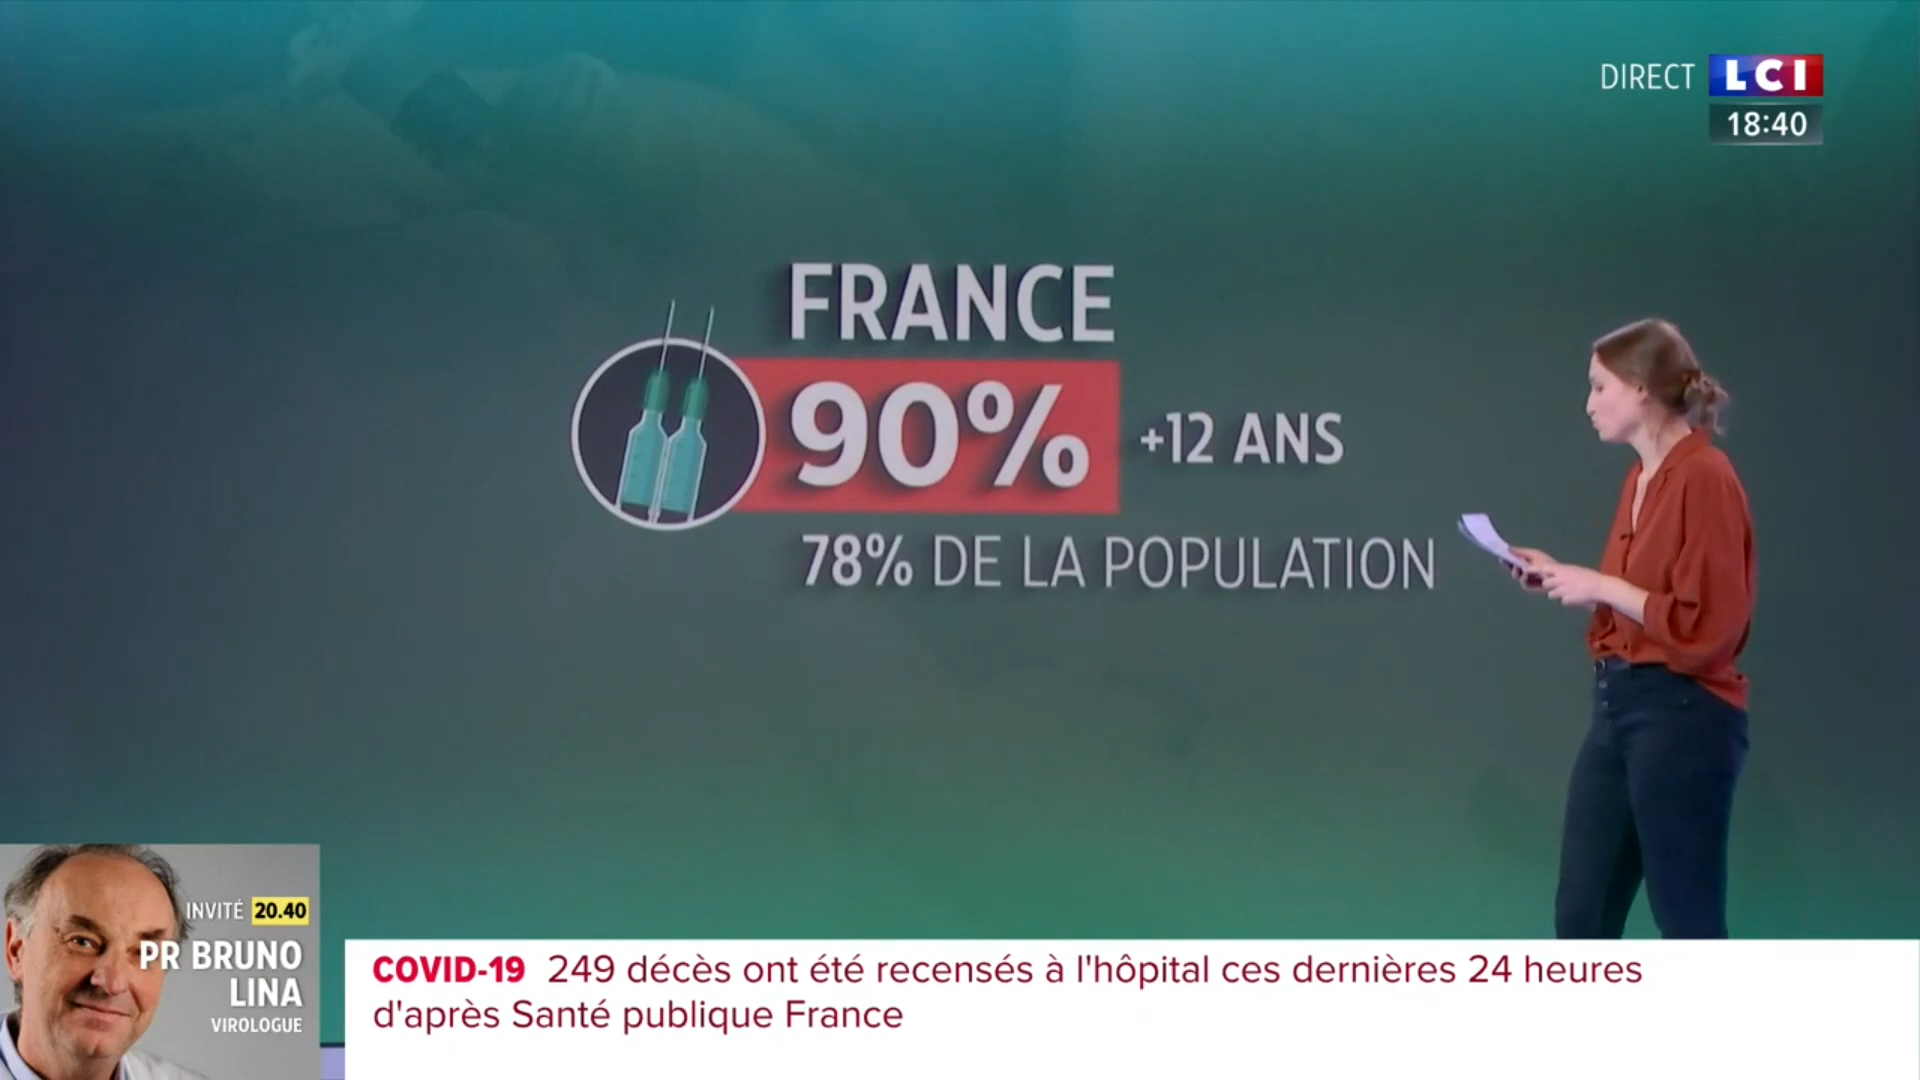 DIRECT LCI
18:40
FRANCE
90% +12 ANS
78% DE LA POPULATION
INVITÉ 20.40
PR BRUNO
LINA
VIROLOGUE
COVID-19 249 décès ont été recensés à l'hôpital ces dernières 24 heures
d'après Santé publique France